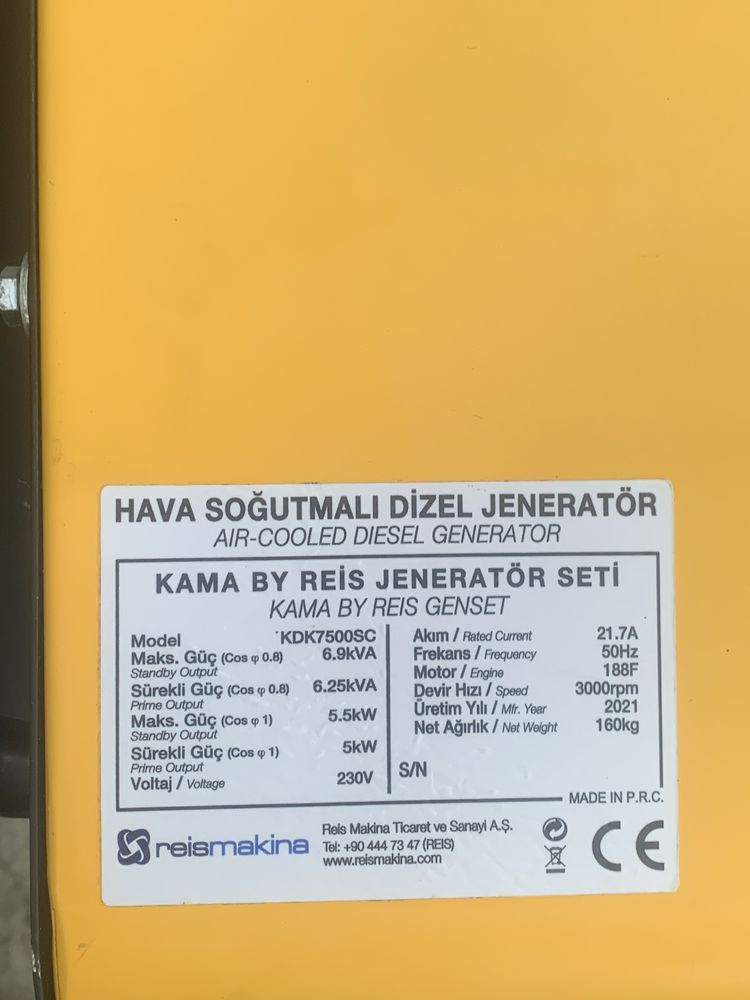 HAVA SOĞUTMALI DİZEL JENERATÖR
AIR-COOLED DIESEL GENERATOR
KAMA BY REİS JENERATÖR SETİ
KAMA BY REIS GENSET
Model KDK7500SC
Maks. Güç (Cos φ 0.8) 6.9kVA
Standby Output
Sürekli Güç (Cos φ 0.8) 6.25kVA
Prime Output
Maks. Güç (Cos φ 1) 5.5kW
Standby Output
Sürekli Güç (Cos φ 1) 5kW
Prime Output
Voltaj / Voltage 230V
Akım / Rated Current 21.7A
Frekans / Frequency 50Hz
Motor / Engine 188F
Devir Hızı / Speed 3000rpm
Üretim Yılı / Mfr. Year 2021
Net Ağırlık / Net Weight 160kg
S/N
MADE IN P.R.C.
reismakina
Reis Makina Ticaret ve Sanayi A.Ş.
Tel: +90 444 73 47 (REIS)
www.reismakina.com
CE